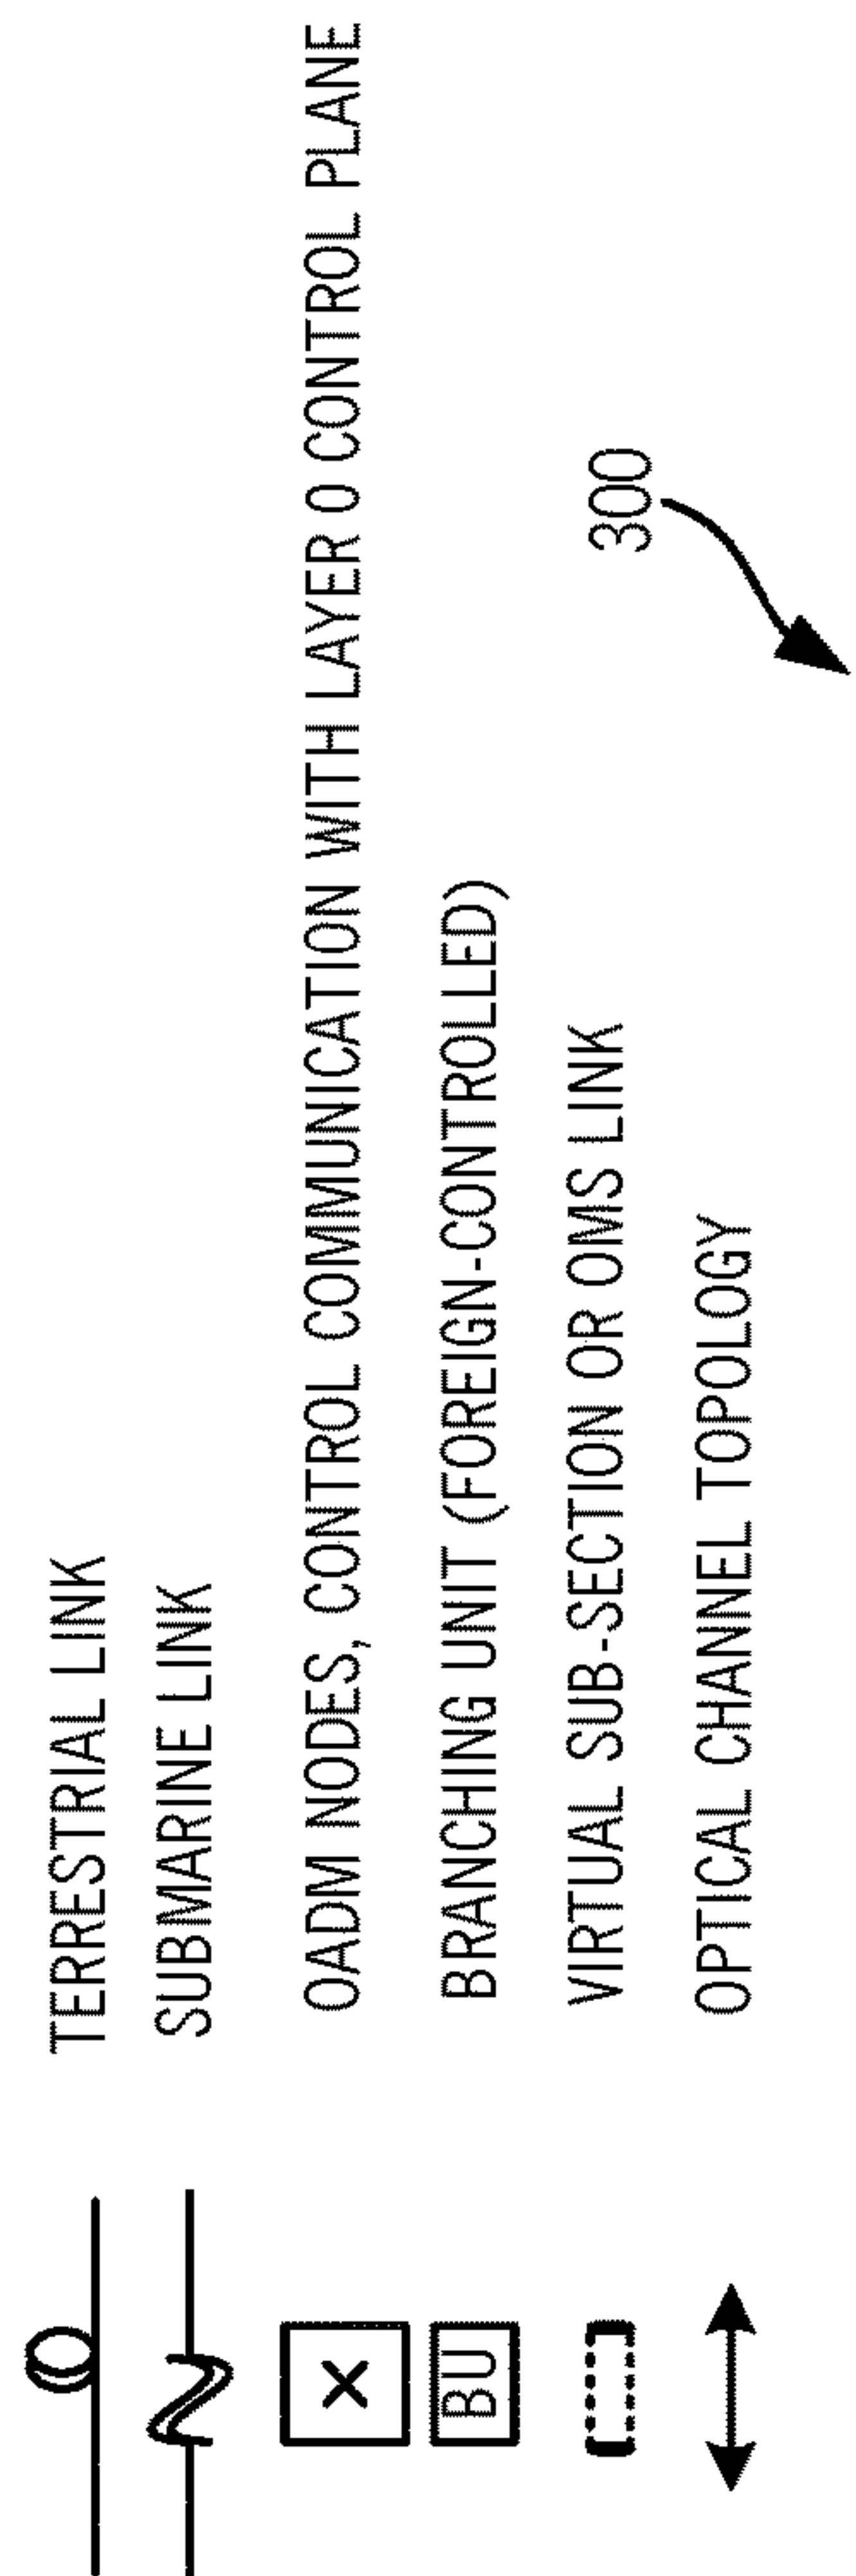 TERRESTRIAL LINK
SUBMARINE LINK
X OADM NODES, CONTROL COMMUNICATION WITH LAYER 0 CONTROL PLANE
BU BRANCHING UNIT (FOREIGN-CONTROLLED)
VIRTUAL SUB-SECTION OR OMS LINK
OPTICAL CHANNEL TOPOLOGY
300